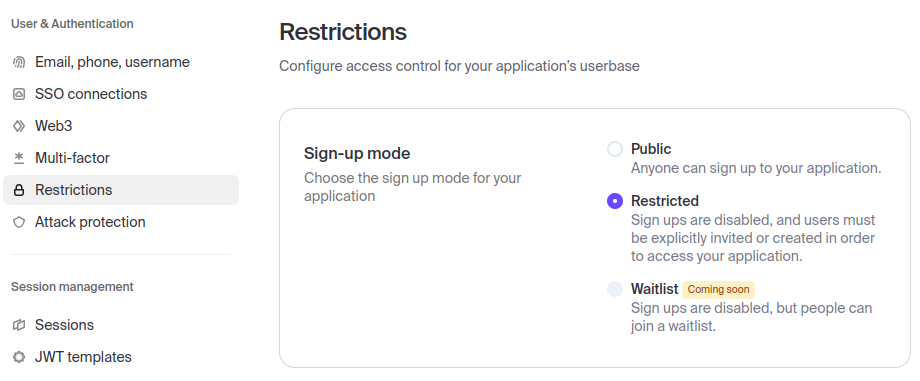 User & Authentication
Email, phone, username
SSO connections
Web3
Multi-factor
Restrictions
Attack protection
Session management
Sessions
JWT templates
Restrictions
Configure access control for your application's userbase
Sign-up mode
Choose the sign up mode for your
application
Public
Anyone can sign up to your application.
Restricted
Sign ups are disabled, and users must
be explicitly invited or created in order
to access your application.
Waitlist Coming soon
Sign ups are disabled, but people can
join a waitlist.